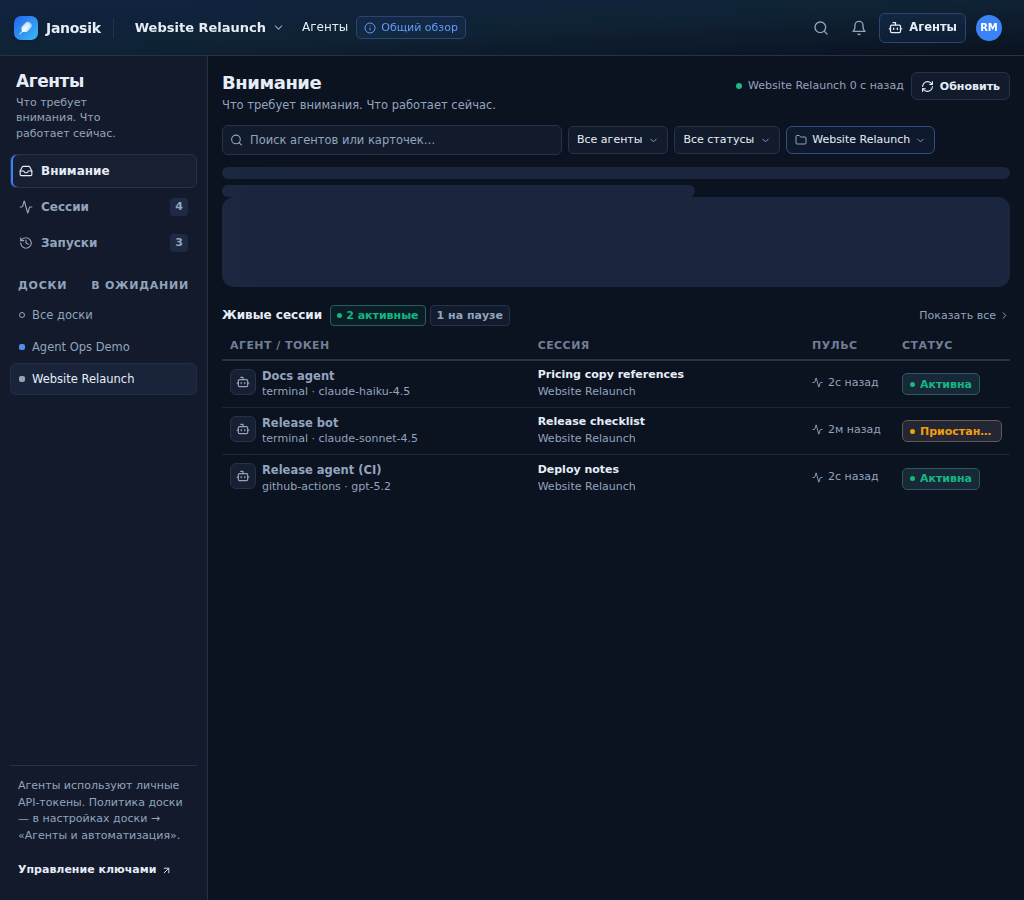 Janosik
Website Relaunch
Агенты
Общий обзор
Агенты
RM
Агенты
Что требует
внимания. Что
работает сейчас.
Внимание
Сессии 4
Запуски 3
ДОСКИ В ОЖИДАНИИ
Все доски
Agent Ops Demo
Website Relaunch
Агенты используют личные
API-токены. Политика доски
— в настройках доски →
«Агенты и автоматизация».
Управление ключами
Внимание
Что требует внимания. Что работает сейчас.
Website Relaunch 0 с назад
Обновить
Поиск агентов или карточек…
Все агенты
Все статусы
Website Relaunch
Живые сессии 2 активные 1 на паузе
Показать все
АГЕНТ / ТОКЕН СЕССИЯ ПУЛЬС СТАТУС
Docs agent
terminal · claude-haiku-4.5
Pricing copy references
Website Relaunch
2с назад
Активна
Release bot
terminal · claude-sonnet-4.5
Release checklist
Website Relaunch
2м назад
Приостан…
Release agent (CI)
github-actions · gpt-5.2
Deploy notes
Website Relaunch
2с назад
Активна